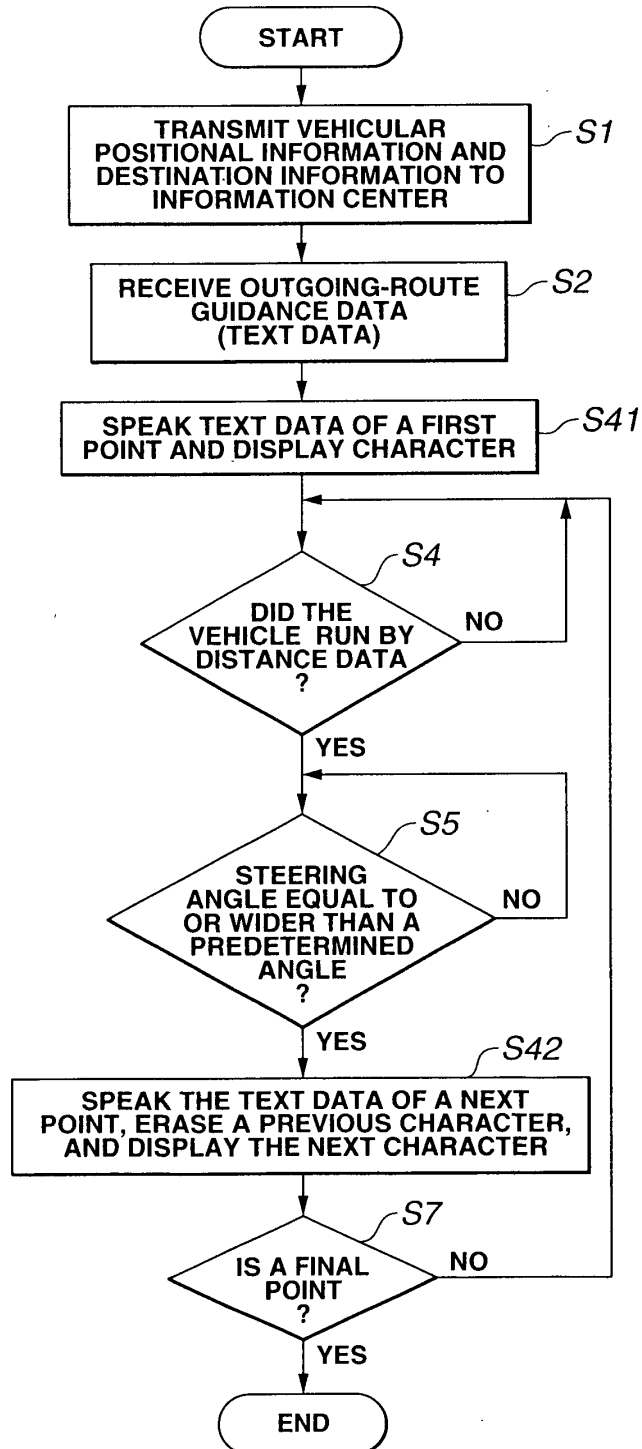 START
TRANSMIT VEHICULAR
POSITIONAL INFORMATION AND
DESTINATION INFORMATION TO
INFORMATION CENTER
S1
RECEIVE OUTGOING-ROUTE
GUIDANCE DATA
(TEXT DATA)
S2
SPEAK TEXT DATA OF A FIRST
POINT AND DISPLAY CHARACTER
S41
S4
DID THE
VEHICLE RUN BY
DISTANCE DATA
?
NO
YES
S5
STEERING
ANGLE EQUAL TO
OR WIDER THAN A
PREDETERMINED
ANGLE
?
NO
YES
S42
SPEAK THE TEXT DATA OF A NEXT
POINT, ERASE A PREVIOUS CHARACTER,
AND DISPLAY THE NEXT CHARACTER
S7
IS A FINAL
POINT
?
NO
YES
END